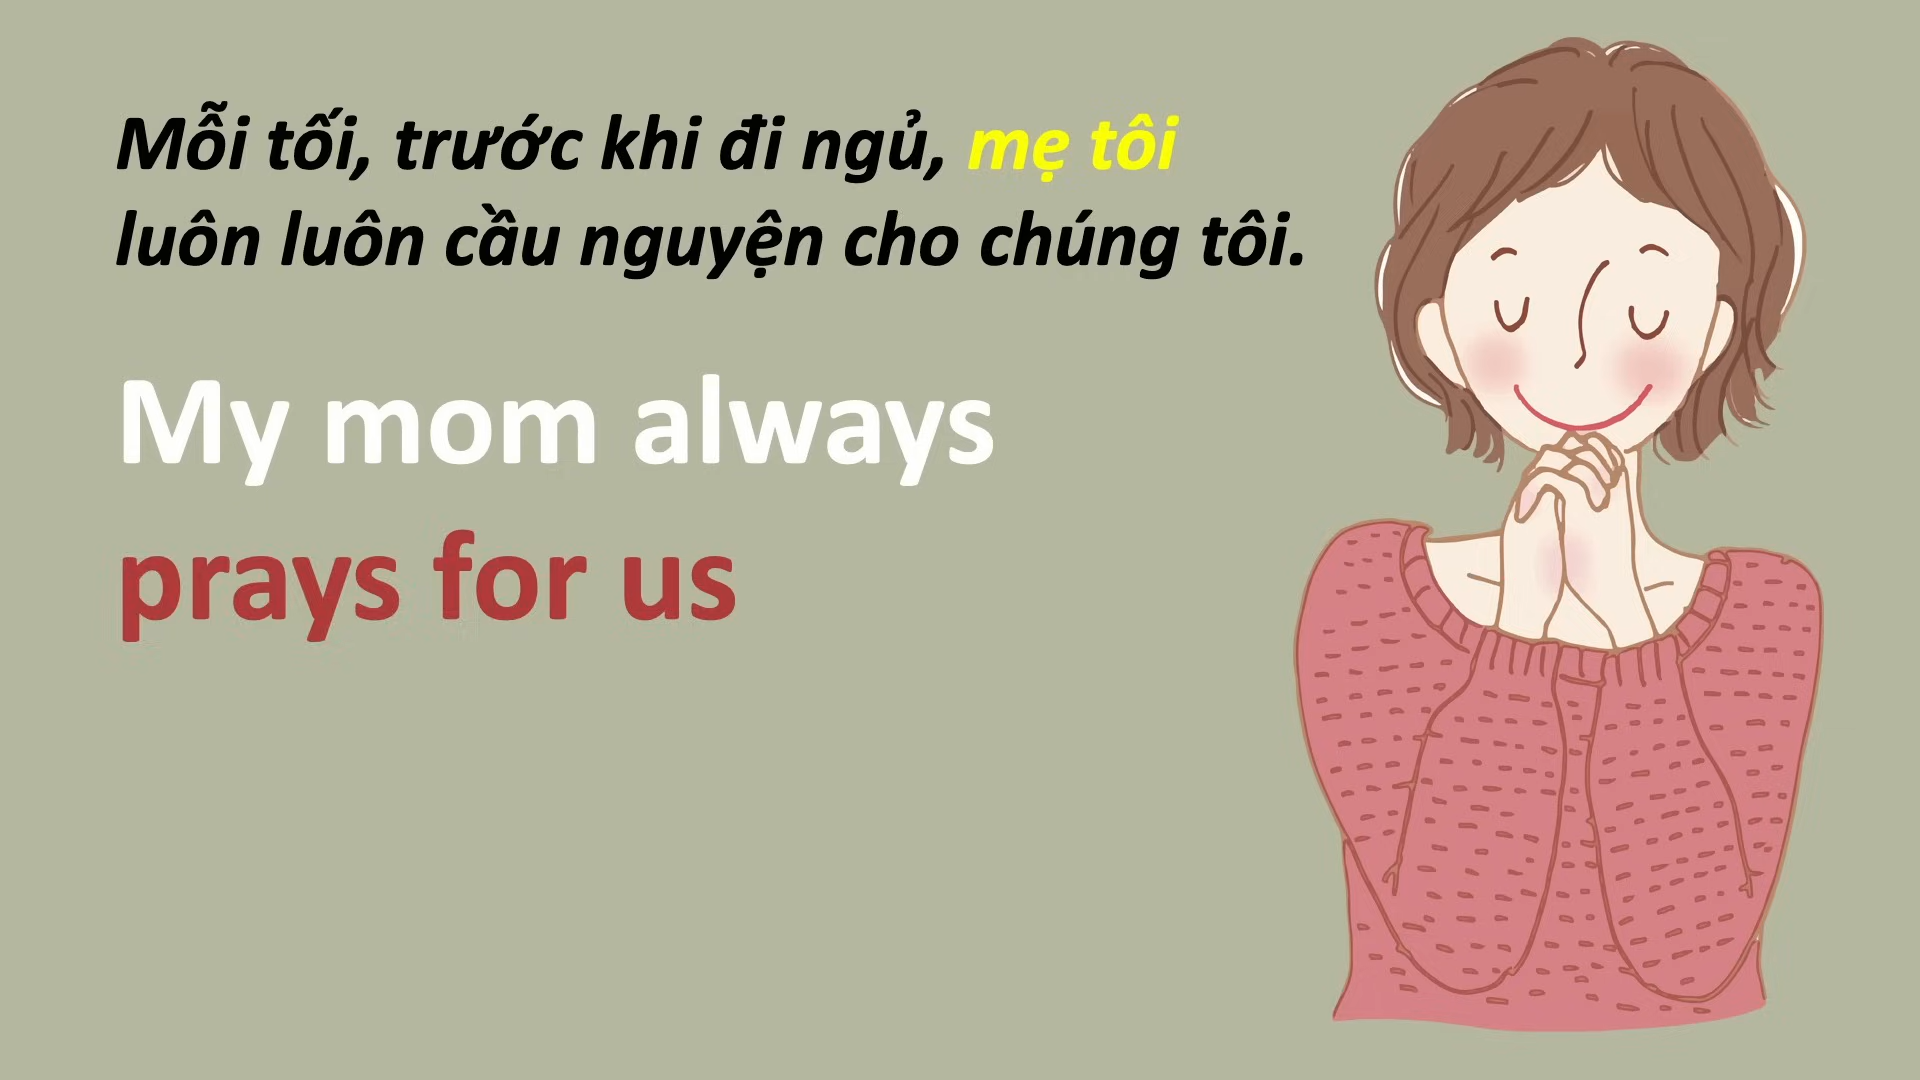 Mỗi tối, trước khi đi ngủ, mẹ tôi
luôn luôn cầu nguyện cho chúng tôi.
My mom always
prays for us